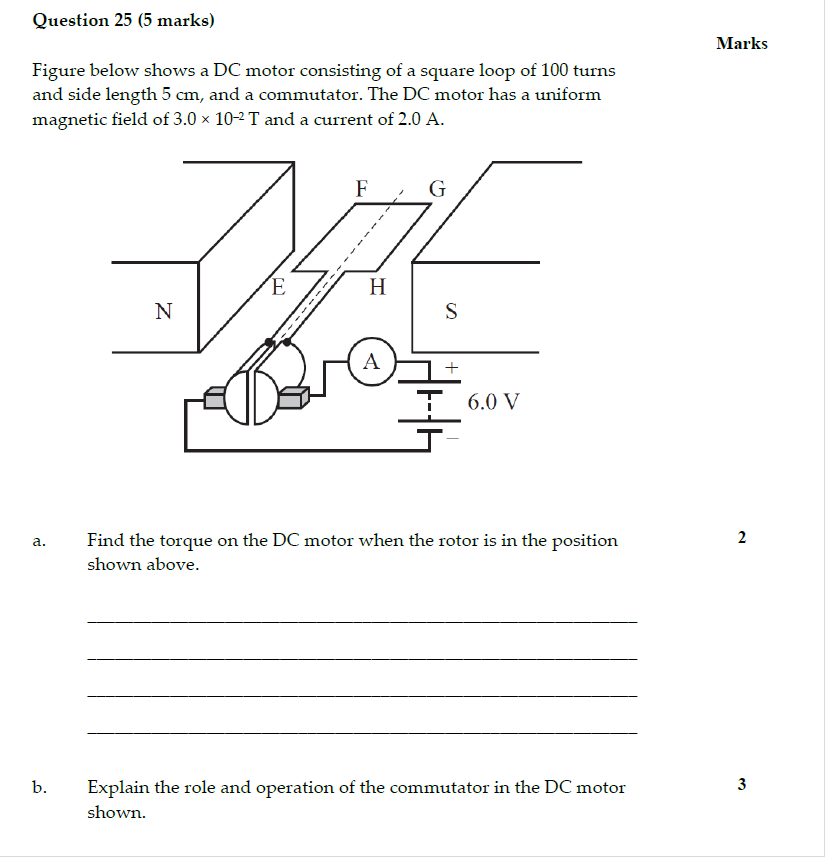 Question 25 (5 marks)
Marks
Figure below shows a DC motor consisting of a square loop of 100 turns
and side length 5 cm, and a commutator. The DC motor has a uniform
magnetic field of 3.0 × 10⁻² T and a current of 2.0 A.
F G
E H
N S
A +
6.0 V
–
a. Find the torque on the DC motor when the rotor is in the position 2
shown above.
b. Explain the role and operation of the commutator in the DC motor 3
shown.